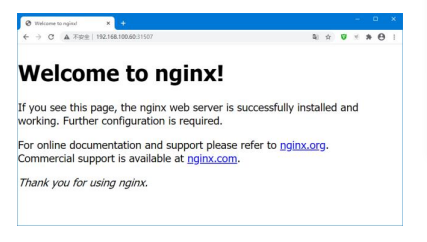 Welcome to nginx!
不安全 | 192.168.100.60:31507
Welcome to nginx!
If you see this page, the nginx web server is successfully installed and
working. Further configuration is required.
For online documentation and support please refer to nginx.org.
Commercial support is available at nginx.com.
Thank you for using nginx.